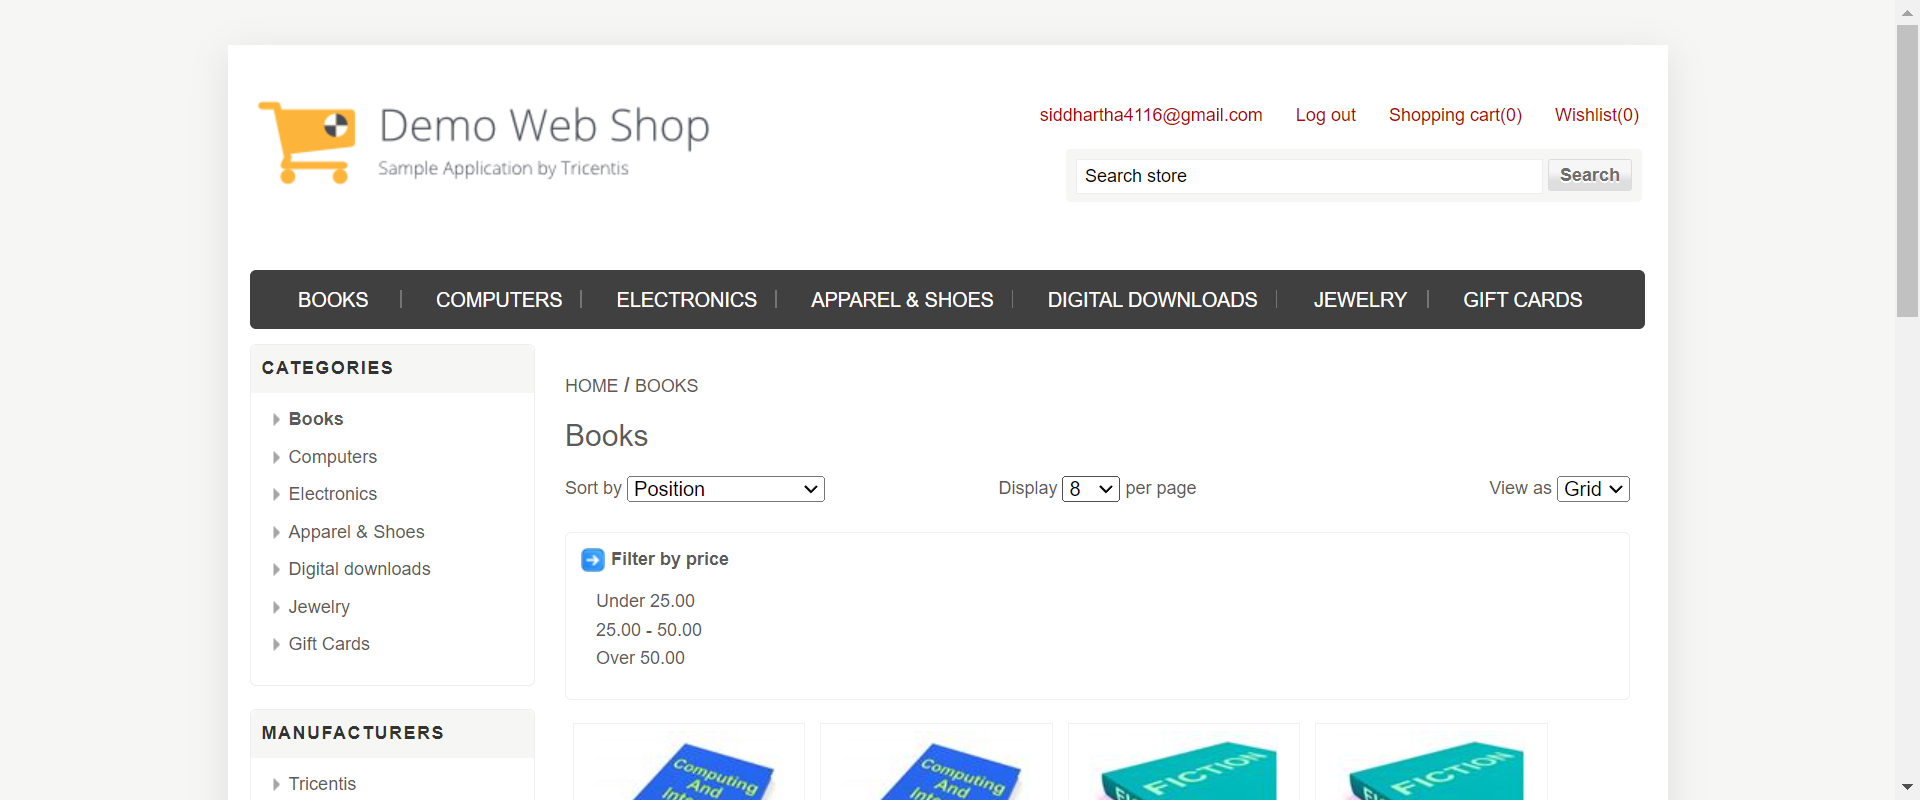 Demo Web Shop
Sample Application by Tricentis
siddhartha4116@gmail.com Log out Shopping cart(0) Wishlist(0)
Search store Search
BOOKS COMPUTERS ELECTRONICS APPAREL & SHOES DIGITAL DOWNLOADS JEWELRY GIFT CARDS
CATEGORIES
Books
Computers
Electronics
Apparel & Shoes
Digital downloads
Jewelry
Gift Cards
MANUFACTURERS
Tricentis
HOME / BOOKS
Books
Sort by Position Display 8 per page View as Grid
Filter by price
Under 25.00
25.00 - 50.00
Over 50.00
Computing
And
Computing
And
FICTION
FICTION